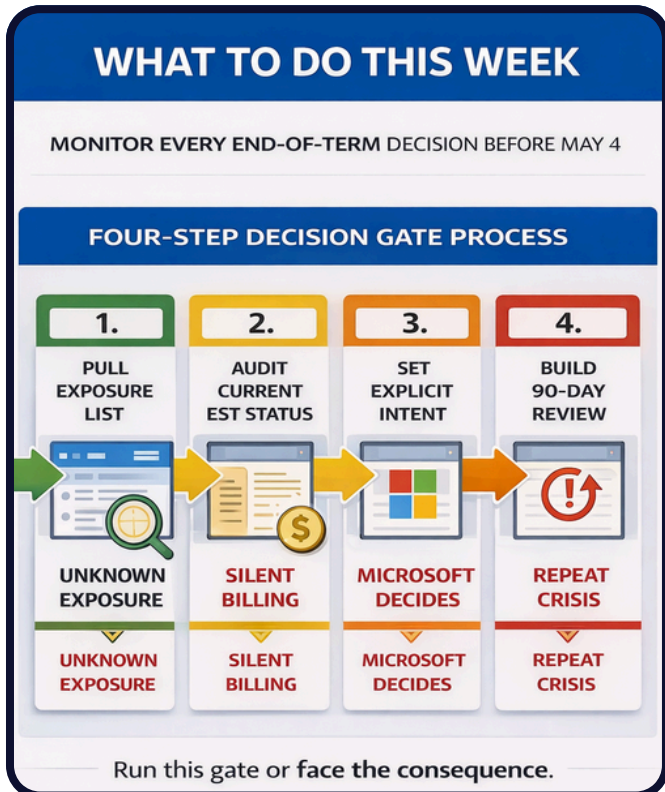 WHAT TO DO THIS WEEK
MONITOR EVERY END-OF-TERM DECISION BEFORE MAY 4
FOUR-STEP DECISION GATE PROCESS
1.
PULL
EXPOSURE
LIST
UNKNOWN
EXPOSURE
UNKNOWN
EXPOSURE
2.
AUDIT
CURRENT
EST STATUS
$
SILENT
BILLING
SILENT
BILLING
3.
SET
EXPLICIT
INTENT
MICROSOFT
DECIDES
MICROSOFT
DECIDES
4.
BUILD
90-DAY
REVIEW
!
REPEAT
CRISIS
REPEAT
CRISIS
Run this gate or face the consequence.